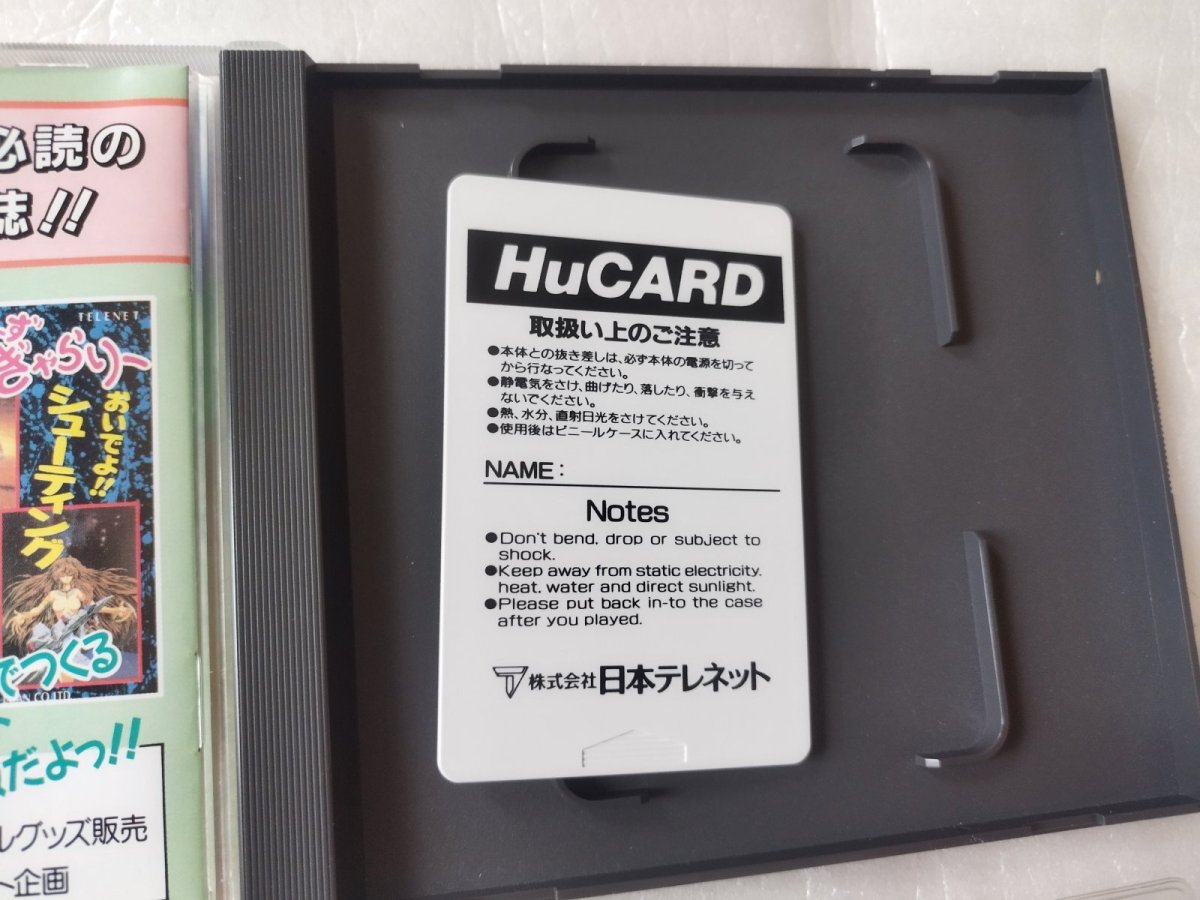 必読の
誌!!
TELENET
ず
ぎゃらりー
おいでよ!!
シューティング
でつくる
だよっ!!
グッズ販売
企画
HuCARD
取扱い上のご注意
●本体との抜き差しは、必ず本体の電源を切って
から行なってください。
●静電気をさけ、曲げたり、落したり、衝撃を与え
ないでください。
●熱、水分、直射日光をさけてください。
●使用後はビニールケースに入れてください。
NAME:
Notes
●Don't bend, drop or subject to
shock.
●Keep away from static electricity.
heat. water and direct sunlight.
●Please put back in-to the case
after you played.
株式会社日本テレネット